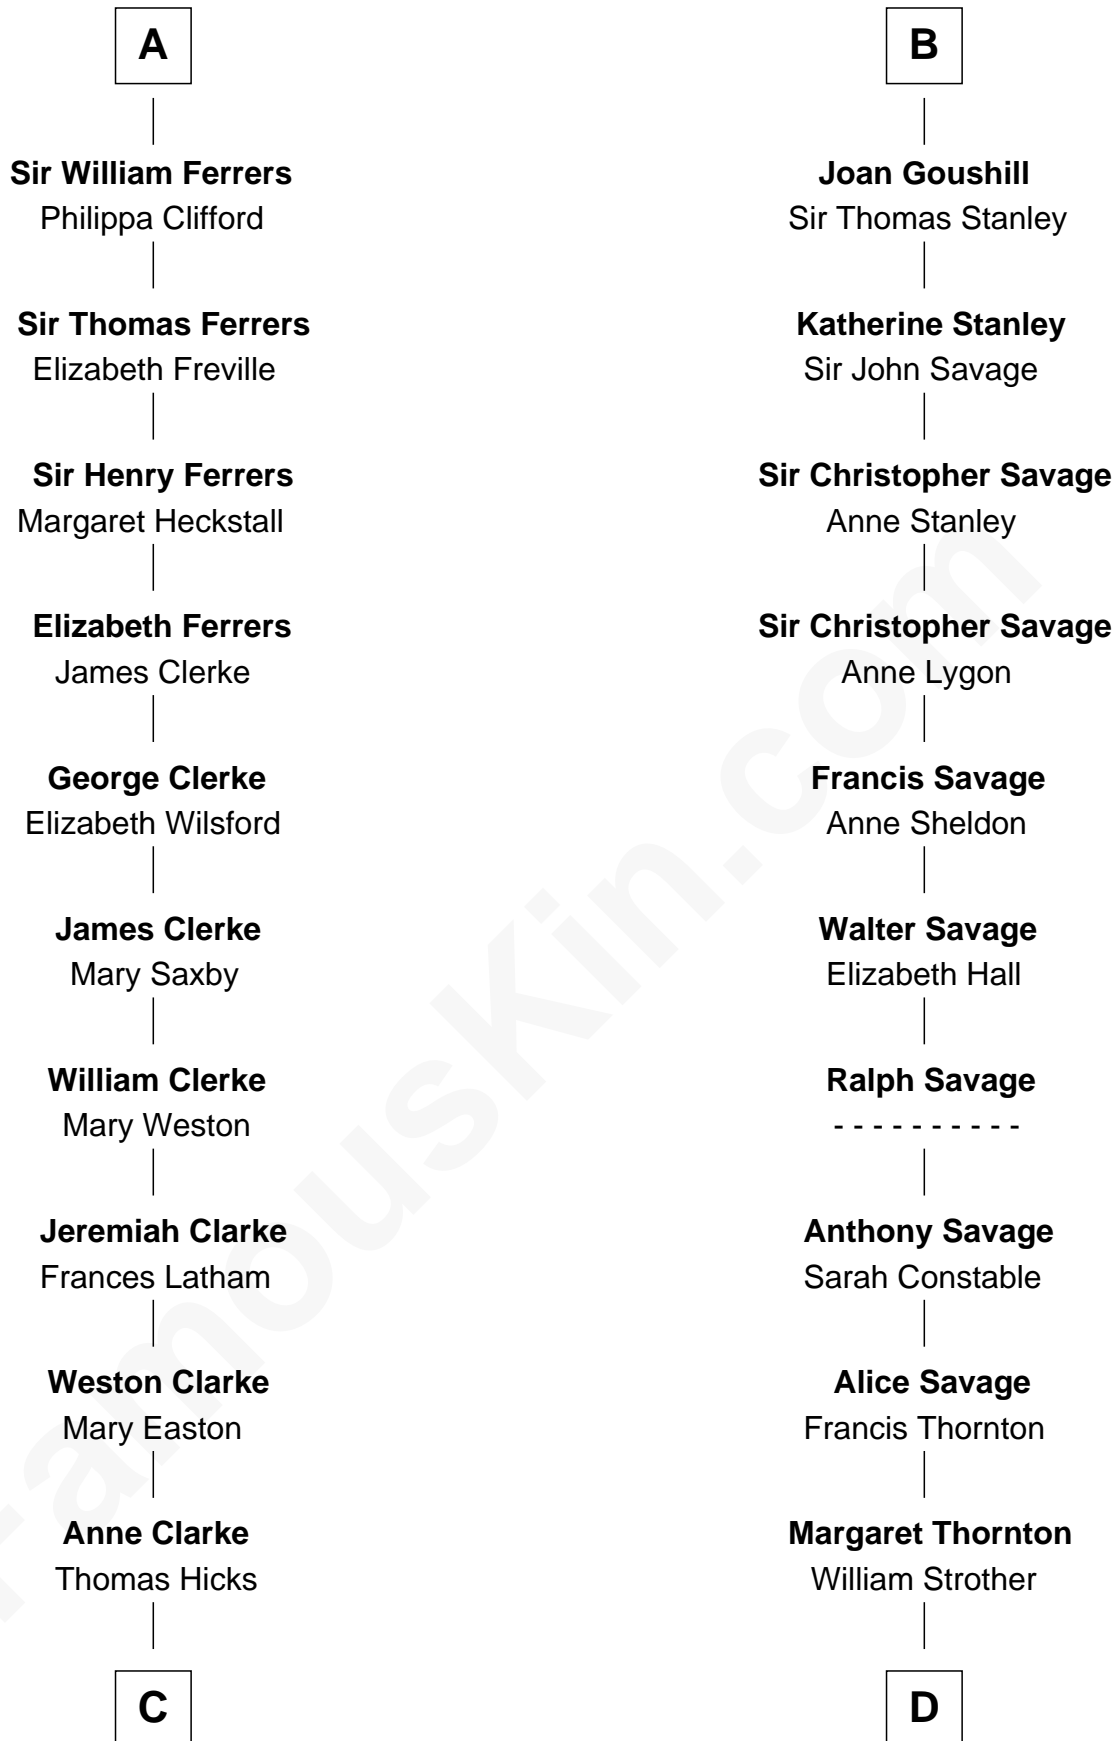 A
Sir William Ferrers
Philippa Clifford
Sir Thomas Ferrers
Elizabeth Freville
Sir Henry Ferrers
Margaret Heckstall
Elizabeth Ferrers
James Clerke
George Clerke
Elizabeth Wilsford
James Clerke
Mary Saxby
William Clerke
Mary Weston
Jeremiah Clarke
Frances Latham
Weston Clarke
Mary Easton
Anne Clarke
Thomas Hicks
C
B
Joan Goushill
Sir Thomas Stanley
Katherine Stanley
Sir John Savage
Sir Christopher Savage
Anne Stanley
Sir Christopher Savage
Anne Lygon
Francis Savage
Anne Sheldon
Walter Savage
Elizabeth Hall
Ralph Savage
- - - - - - - - - -
Anthony Savage
Sarah Constable
Alice Savage
Francis Thornton
Margaret Thornton
William Strother
D
FamousKin.com